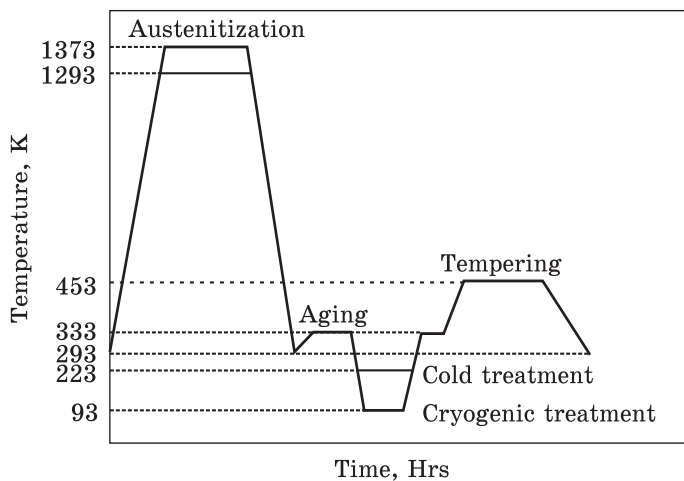 Austenitization
1373
1293
Temperature, K
Tempering
453
Aging
333
293
223
Cold treatment
93
Cryogenic treatment
Time, Hrs